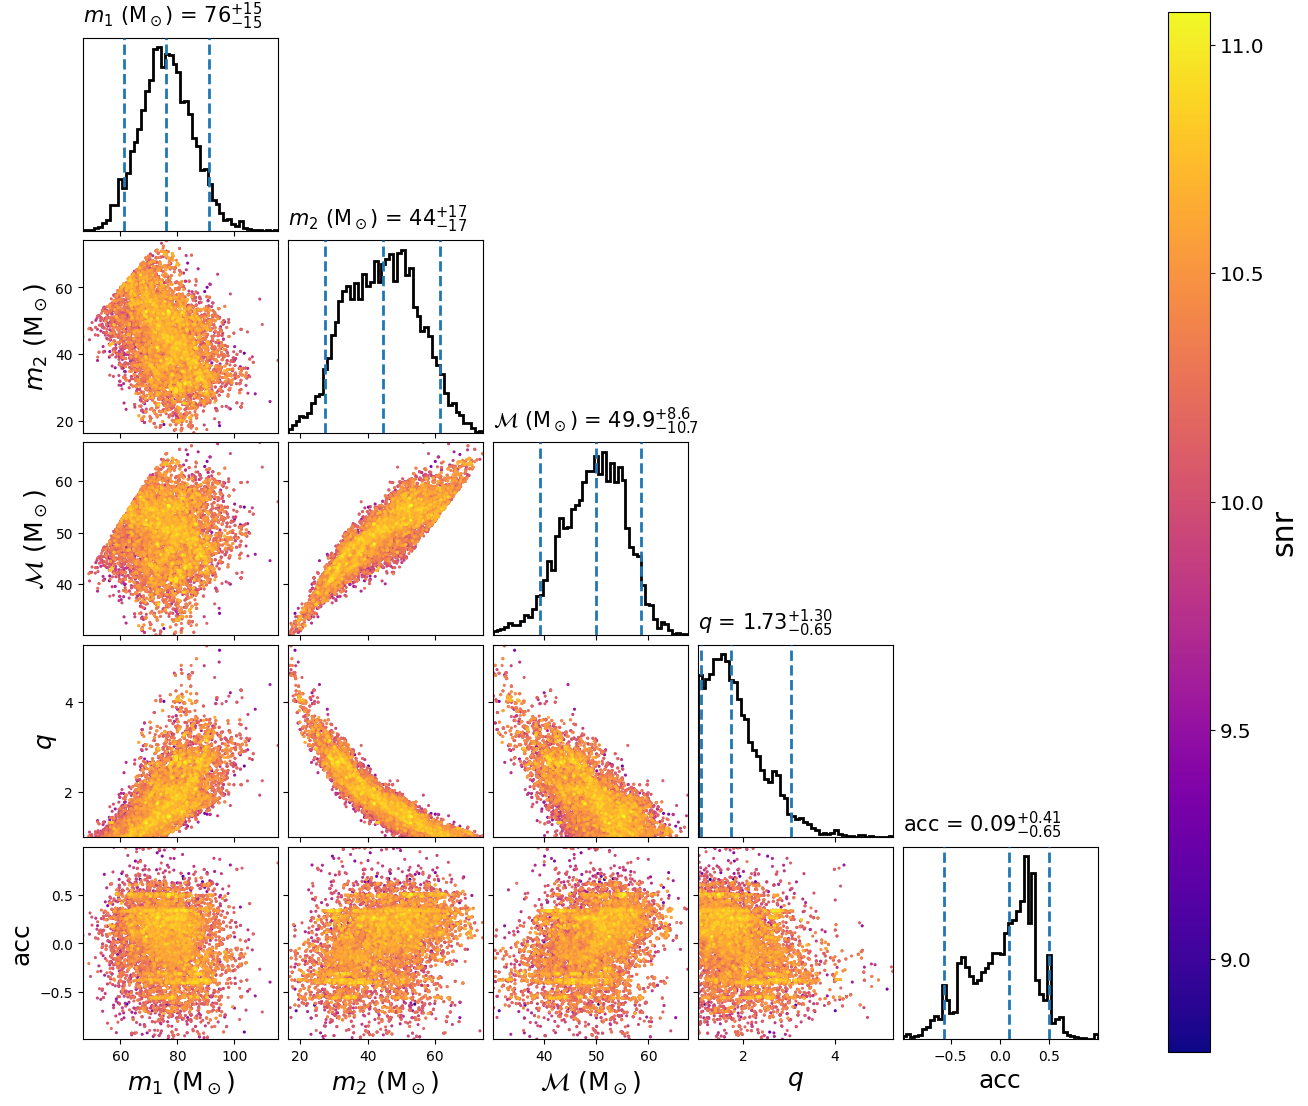 m₁ (M⊙) = 76⁺¹⁵₋₁₅
11.0
m₂ (M⊙) = 44⁺¹⁷₋₁₇
60
40
20
m₂ (M⊙)
10.5
ℳ (M⊙) = 49.9⁺⁸·⁶₋₁₀.₇
60
50
40
ℳ (M⊙)
10.0
snr
q = 1.73⁺¹·³⁰₋₀.₆₅
4
2
q
9.5
acc = 0.09⁺⁰·⁴¹₋₀.₆₅
0.5
0.0
−0.5
acc
9.0
60 80 100 20 40 60 40 50 60 2 4 −0.5 0.0 0.5
m₁ (M⊙) m₂ (M⊙) ℳ (M⊙) q acc